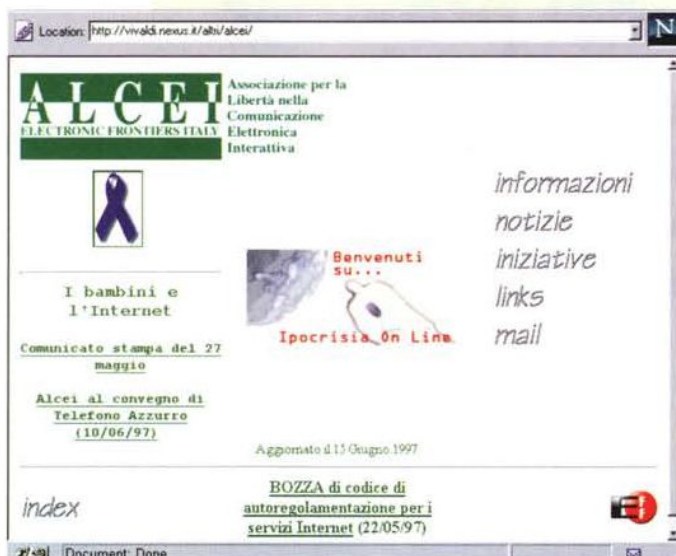 Location: http://vivaldi.nexus.it/altri/alcei/
N
ALCEI
ELECTRONIC FRONTIERS ITALY
Associazione per la
Libertà nella
Comunicazione
Elettronica
Interattiva
I bambini e
l'Internet
Comunicato stampa del 27
maggio
Alcei al convegno di
Telefono Azzurro
(10/06/97)
Benvenuti
su...
Ipocrisia On Line
informazioni
notizie
iniziative
links
mail
Aggiornato il 15 Giugno 1997
index
BOZZA di codice di
autoregolamentazione per i
servizi Internet (22/05/97)
Document: Done